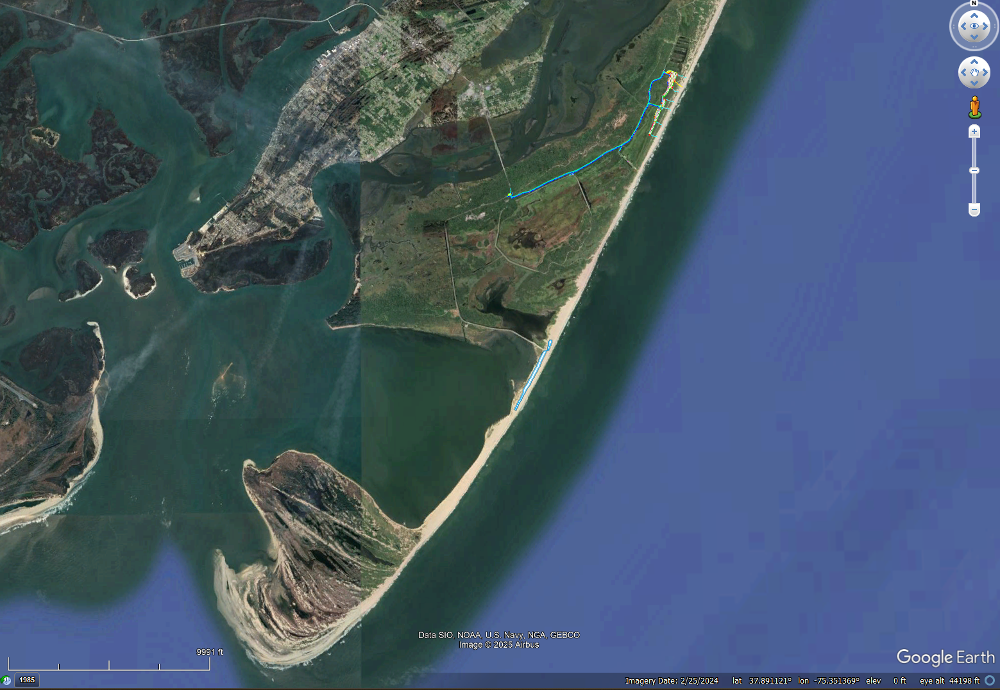 N
Data SIO, NOAA, U.S. Navy, NGA, GEBCO
Image © 2025 Airbus
9991 ft
Google Earth
1985
Imagery Date: 2/25/2024 lat 37.891121° lon -75.351369° elev 0 ft eye alt 44198 ft